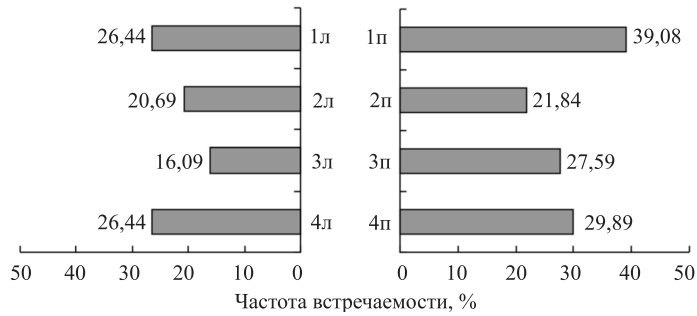 26,44 1л 1п 39,08
20,69 2л 2п 21,84
16,09 3л 3п 27,59
26,44 4л 4п 29,89
50 40 30 20 10 0 0 10 20 30 40 50
Частота встречаемости, %